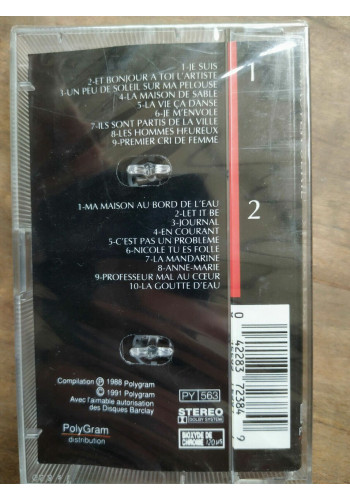 1-JE SUIS
2-ET BONJOUR A TOI L'ARTISTE
3-UN PEU DE SOLEIL SUR MA PELOUSE
4-LA MAISON DE SABLE
5-LA VIE ÇA DANSE
6-JE M'ENVOLE
7-ILS SONT PARTIS DE LA VILLE
8-LES HOMMES HEUREUX
9-PREMIER CRI DE FEMME
1
1-MA MAISON AU BORD DE L'EAU
2-LET IT BE
3-JOURNAL
4-EN COURANT
5-C'EST PAS UN PROBLEME
6-NICOLE TU ES FOLLE
7-LA MANDARINE
8-ANNE-MARIE
9-PROFESSEUR MAL AU CŒUR
10-LA GOUTTE D'EAU
2
Compilation ℗ 1988 Polygram
© 1991 PolyGram
Avec l'aimable autorisation
des Disques Barclay
PY 563
STEREO
DOLBY SYSTEM
PolyGram
distribution
BIOXYDE DE
CHROME 120µs
0 42283 72384 9